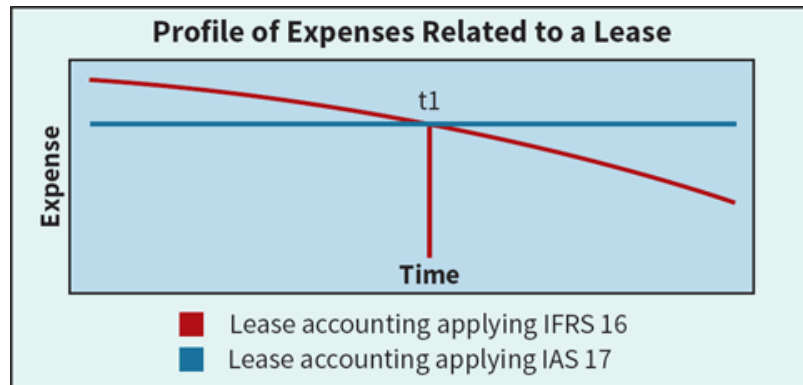 Profile of Expenses Related to a Lease
t1
Expense
Time
Lease accounting applying IFRS 16
Lease accounting applying IAS 17